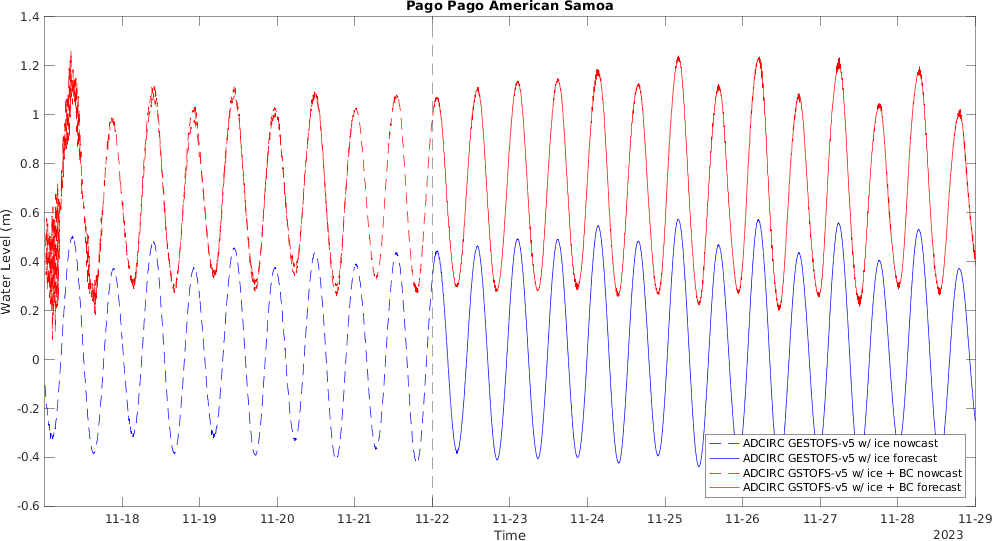 Pago Pago American Samoa
1.4
1.2
1
0.8
0.6
0.4
0.2
0
-0.2
-0.4
-0.6
Water Level (m)
ADCIRC GESTOFS-v5 w/ ice nowcast
ADCIRC GESTOFS-v5 w/ ice forecast
ADCIRC GSTOFS-v5 w/ ice + BC nowcast
ADCIRC GSTOFS-v5 w/ ice + BC forecast
11-18 11-19 11-20 11-21 11-22 11-23 11-24 11-25 11-26 11-27 11-28 11-29
Time
2023